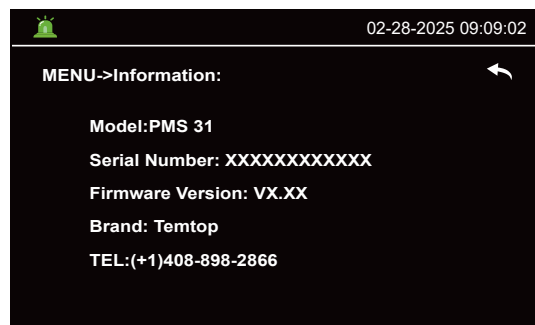 02-28-2025 09:09:02
MENU->Information:
Model:PMS 31
Serial Number: XXXXXXXXXXXX
Firmware Version: VX.XX
Brand: Temtop
TEL:(+1)408-898-2866